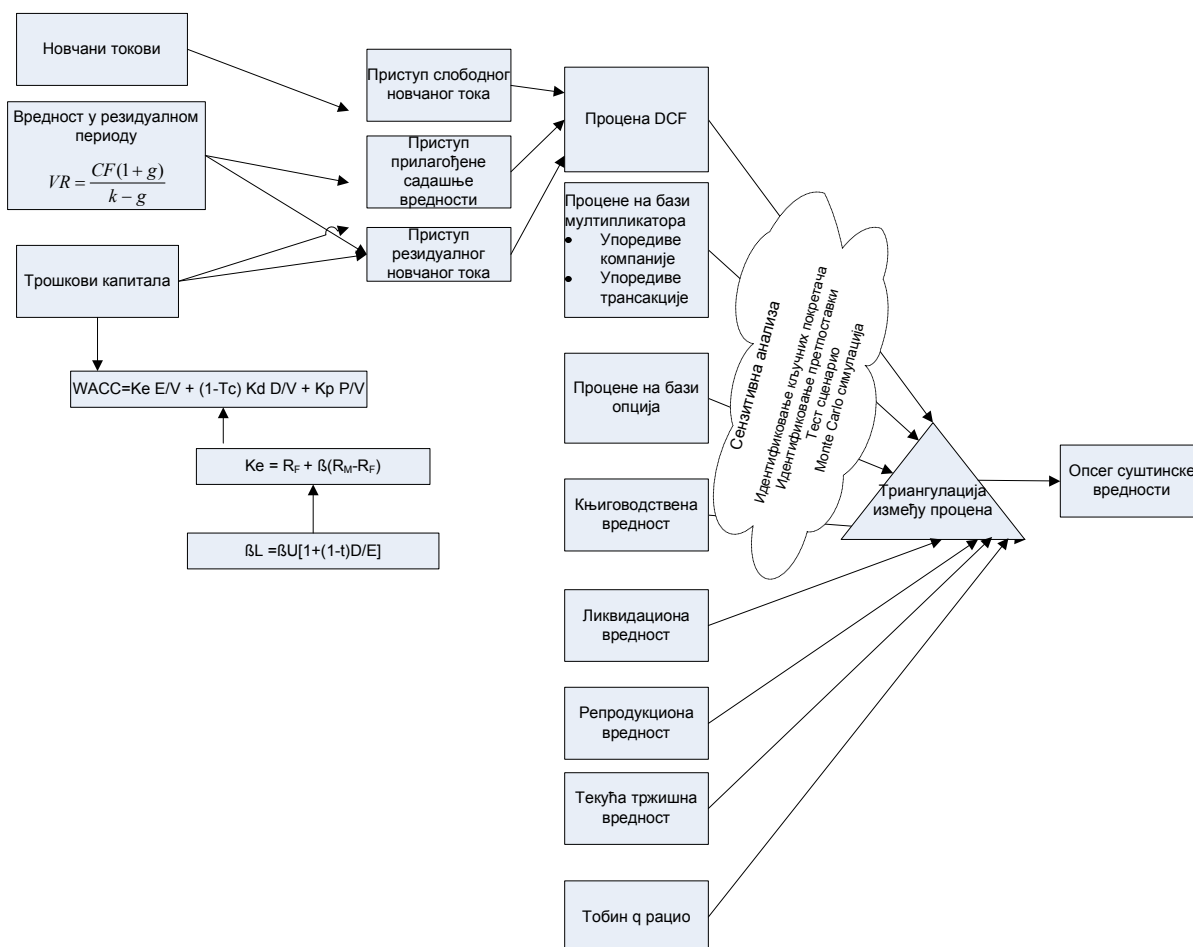 Новчани токови
Вредност у резидуалном
периоду
VR = CF(1+g) / k−g
Трошкови капитала
WACC=Ke E/V + (1-Tc) Kd D/V + Kp P/V
Ke = RF + ß(RM-RF)
ßL =ßU[1+(1-t)D/E]
Приступ слободног
новчаног тока
Приступ
прилагођене
садашње
вредности
Приступ
резидуалног
новчаног тока
Процена DCF
Процене на бази
мултипликатора
• Упоредиве
компаније
• Упоредиве
трансакције
Процене на бази
опција
Књиговодствена
вредност
Ликвидациона
вредност
Репродукциона
вредност
Текућа тржишна
вредност
Тобин q рацио
Сензитивна анализа
Идентификовање кључних покретача
Идентификовање претпоставки
Тест сценарио
Monte Carlo симулација
Триангулација
између процена
Опсег суштинске
вредности